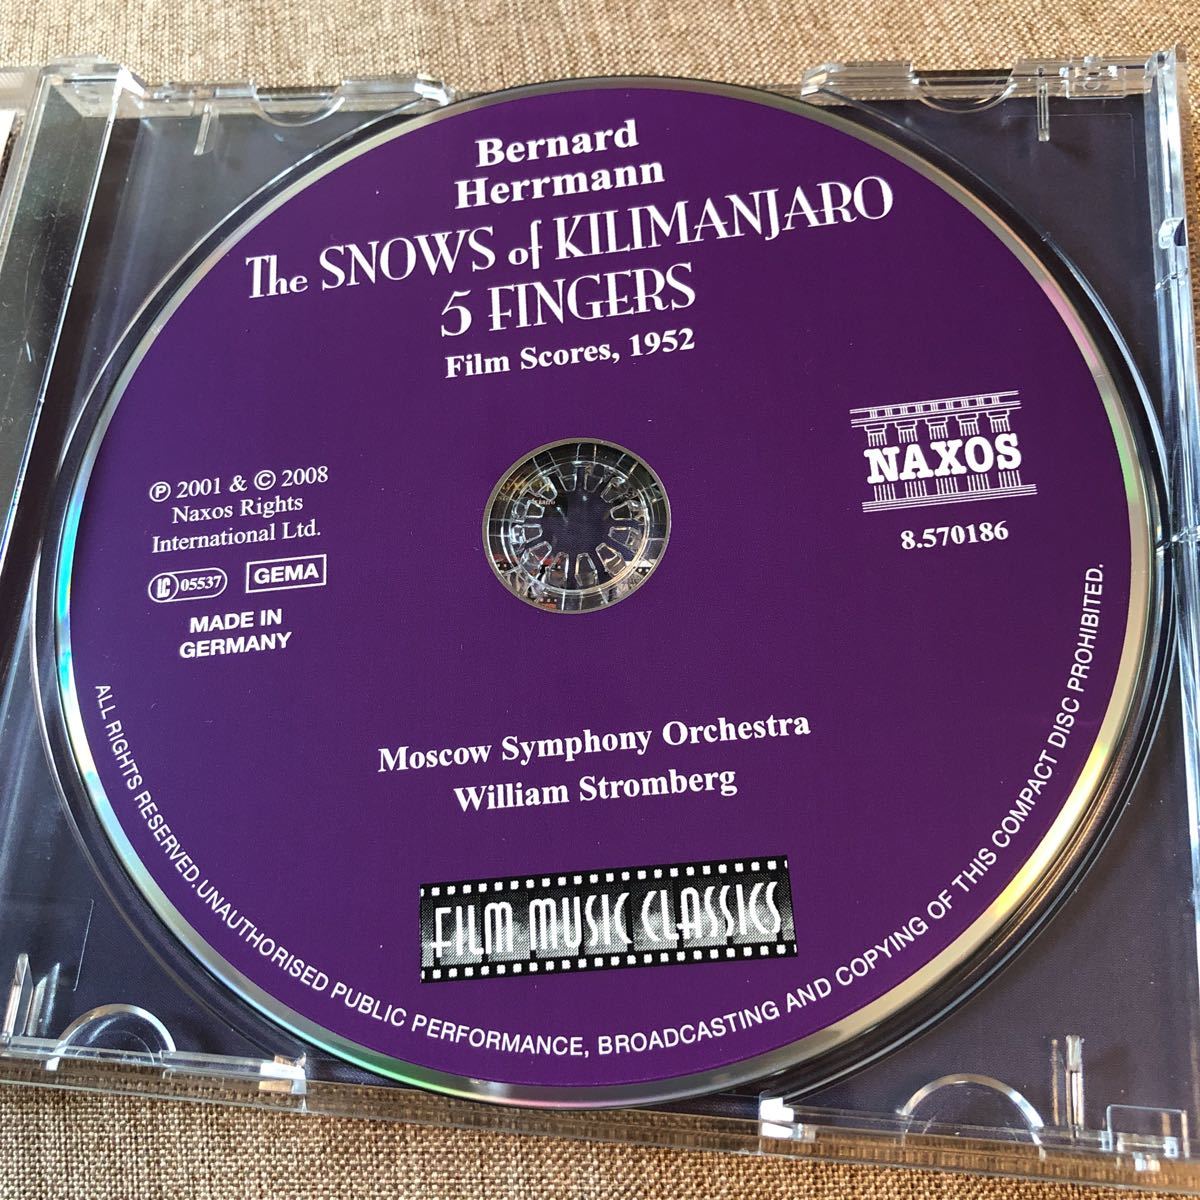 Bernard
Herrmann
The SNOWS of KILIMANJARO
5 FINGERS
Film Scores, 1952
℗ 2001 & © 2008
Naxos Rights
International Ltd.
LC 05537
GEMA
MADE IN
GERMANY
NAXOS
8.570186
Moscow Symphony Orchestra
William Stromberg
FILM MUSIC CLASSICS
ALL RIGHTS RESERVED. UNAUTHORISED PUBLIC PERFORMANCE, BROADCASTING AND COPYING OF THIS COMPACT DISC PROHIBITED.